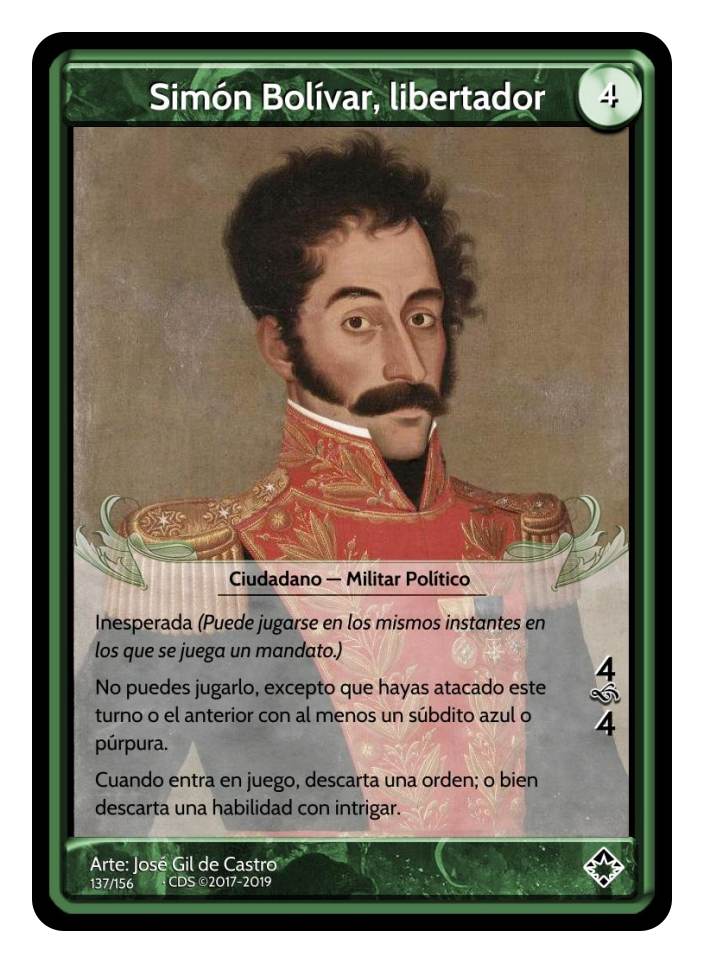 Simón Bolívar, libertador
4
Ciudadano — Militar Político
Inesperada (Puede jugarse en los mismos instantes en
los que se juega un mandato.)
No puedes jugarlo, excepto que hayas atacado este
turno o el anterior con al menos un súbdito azul o
púrpura.
Cuando entra en juego, descarta una orden; o bien
descarta una habilidad con intrigar.
4
4
Arte: José Gil de Castro
137/156 · CDS ©2017-2019